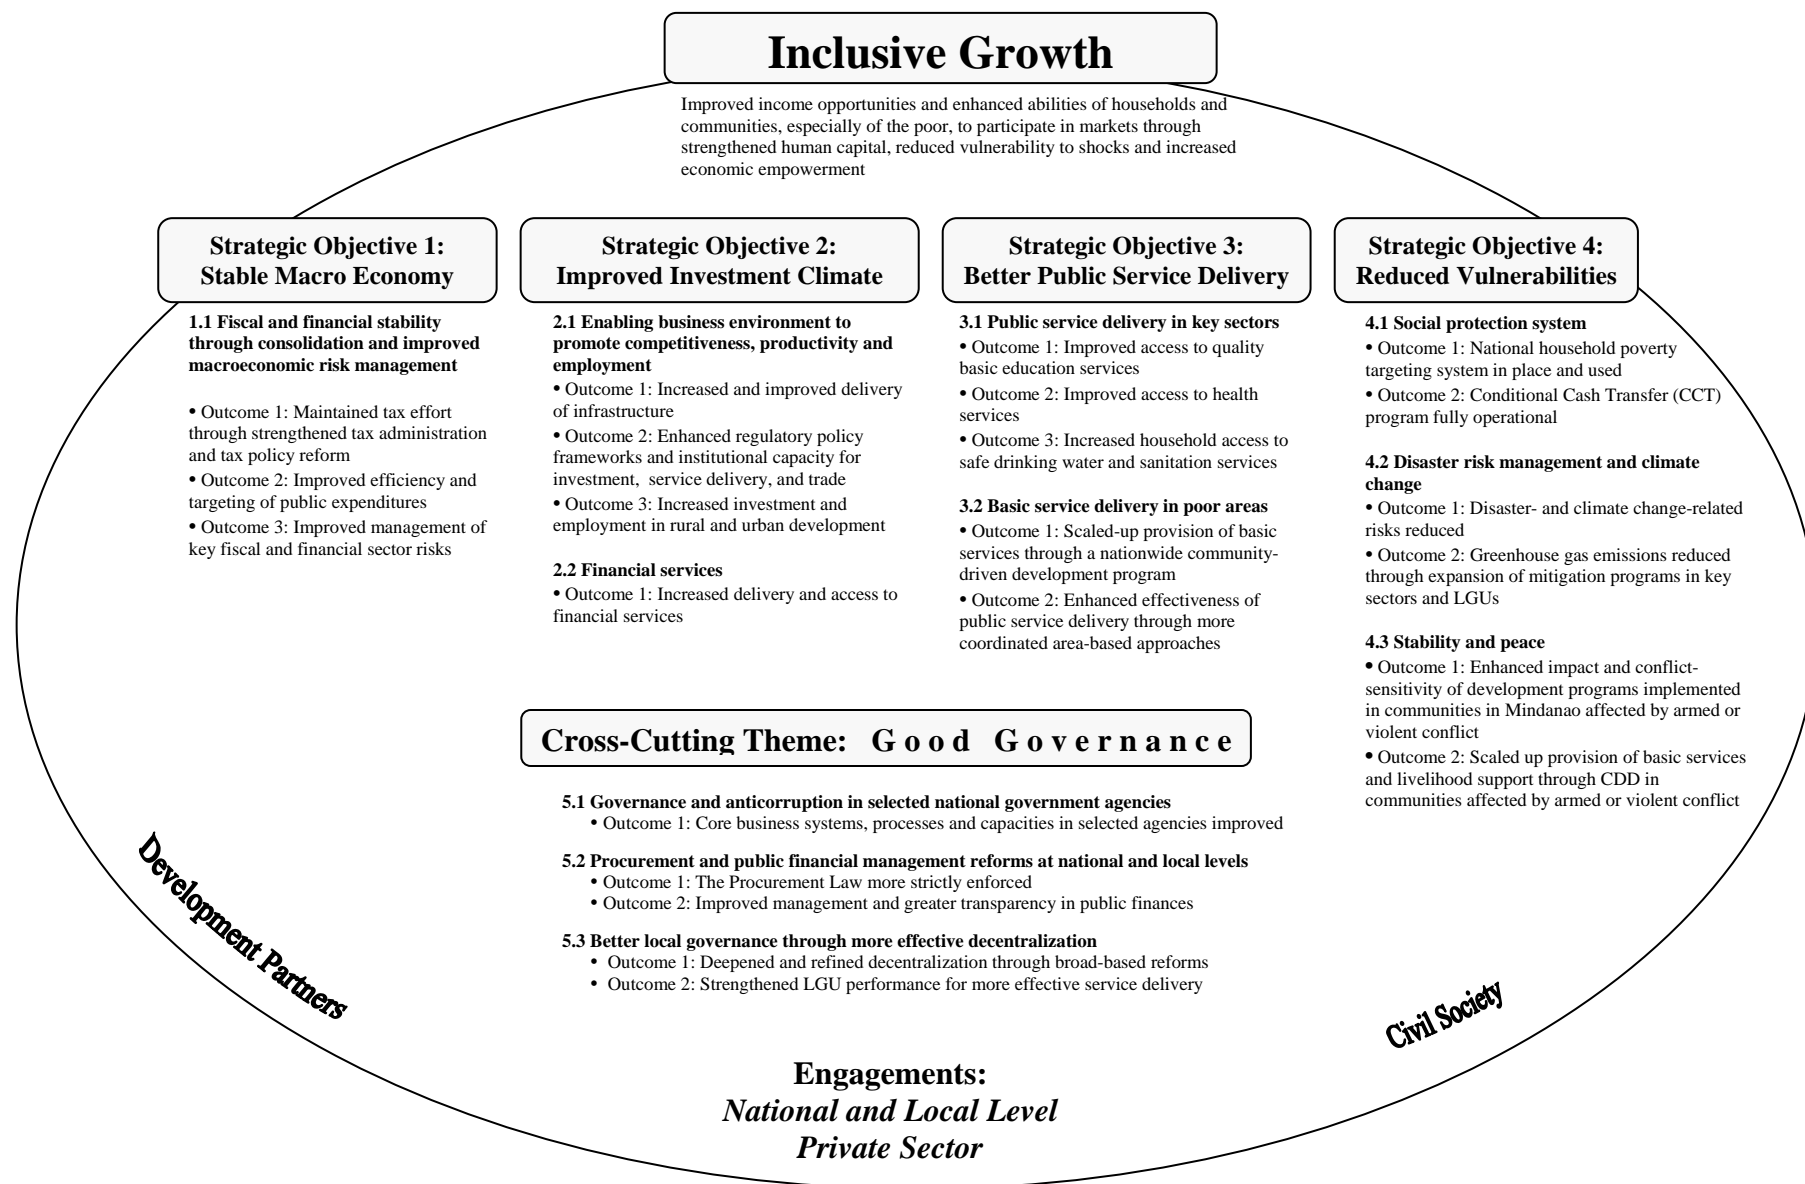 Inclusive Growth
Improved income opportunities and enhanced abilities of households and
communities, especially of the poor, to participate in markets through
strengthened human capital, reduced vulnerability to shocks and increased
economic empowerment
Strategic Objective 1:
Stable Macro Economy
1.1 Fiscal and financial stability
through consolidation and improved
macroeconomic risk management
• Outcome 1: Maintained tax effort
through strengthened tax administration
and tax policy reform
• Outcome 2: Improved efficiency and
targeting of public expenditures
• Outcome 3: Improved management of
key fiscal and financial sector risks
Strategic Objective 2:
Improved Investment Climate
2.1 Enabling business environment to
promote competitiveness, productivity and
employment
• Outcome 1: Increased and improved delivery
of infrastructure
• Outcome 2: Enhanced regulatory policy
frameworks and institutional capacity for
investment,  service delivery, and trade
• Outcome 3: Increased investment and
employment in rural and urban development
2.2 Financial services
• Outcome 1: Increased delivery and access to
financial services
Strategic Objective 3:
Better Public Service Delivery
3.1 Public service delivery in key sectors
• Outcome 1: Improved access to quality
basic education services
• Outcome 2: Improved access to health
services
• Outcome 3: Increased household access to
safe drinking water and sanitation services
3.2 Basic service delivery in poor areas
• Outcome 1: Scaled-up provision of basic
services through a nationwide community-
driven development program
• Outcome 2: Enhanced effectiveness of
public service delivery through more
coordinated area-based approaches
Strategic Objective 4:
Reduced Vulnerabilities
4.1 Social protection system
• Outcome 1: National household poverty
targeting system in place and used
• Outcome 2: Conditional Cash Transfer (CCT)
program fully operational
4.2 Disaster risk management and climate
change
• Outcome 1: Disaster- and climate change-related
risks reduced
• Outcome 2: Greenhouse gas emissions reduced
through expansion of mitigation programs in key
sectors and LGUs
4.3 Stability and peace
• Outcome 1: Enhanced impact and conflict-
sensitivity of development programs implemented
in communities in Mindanao affected by armed or
violent conflict
• Outcome 2: Scaled up provision of basic services
and livelihood support through CDD in
communities affected by armed or violent conflict
Cross-Cutting Theme: G o o d G o v e r n a n c e
5.1 Governance and anticorruption in selected national government agencies
• Outcome 1: Core business systems, processes and capacities in selected agencies improved
5.2 Procurement and public financial management reforms at national and local levels
• Outcome 1: The Procurement Law more strictly enforced
• Outcome 2: Improved management and greater transparency in public finances
5.3 Better local governance through more effective decentralization
• Outcome 1: Deepened and refined decentralization through broad-based reforms
• Outcome 2: Strengthened LGU performance for more effective service delivery
Development Partners
Civil Society
Engagements:
National and Local Level
Private Sector